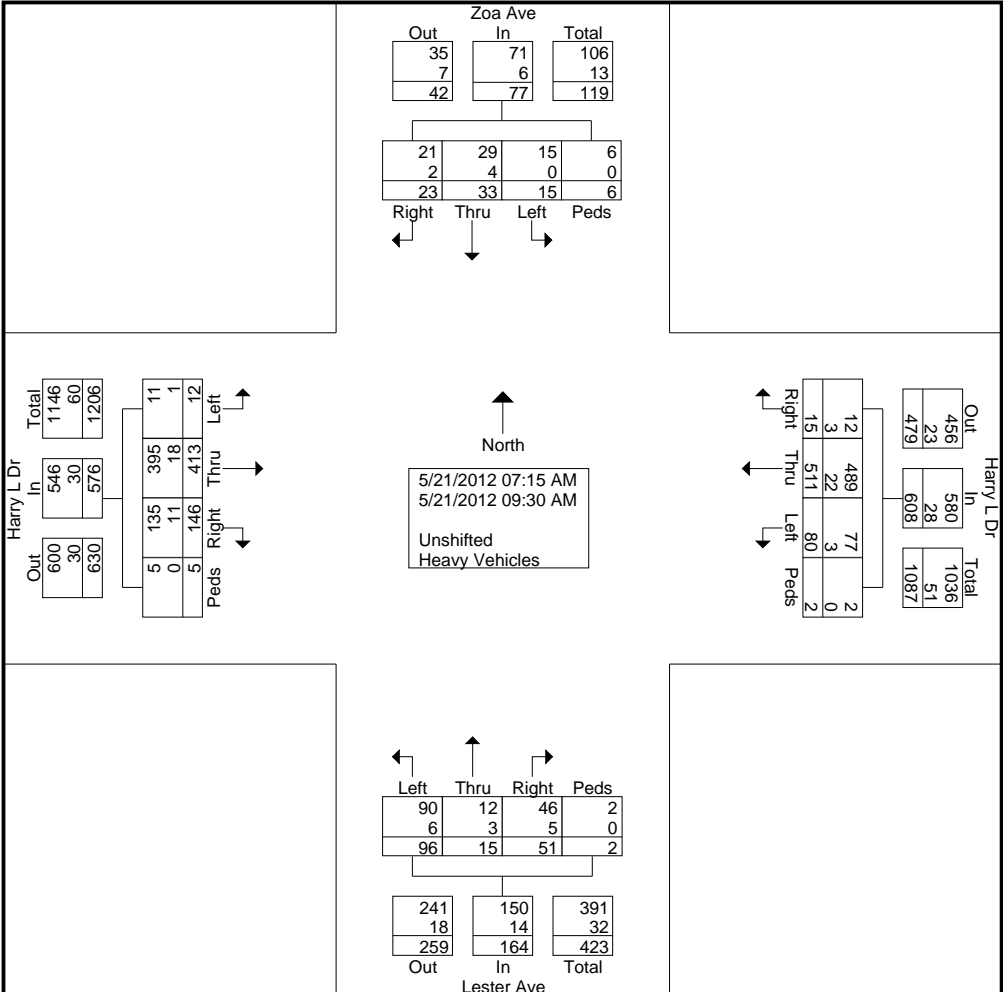 Zoa Ave
Out In Total
35 71 106
7 6 13
42 77 119
21 29 15 6
2 4 0 0
23 33 15 6
Right Thru Left Peds
Harry L Dr
Total In Out
1146 546 600
60 30 30
1206 576 630
11 395 135 5
1 18 11 0
12 413 146 5
Left Thru Right Peds
North
5/21/2012 07:15 AM
5/21/2012 09:30 AM
Unshifted
Heavy Vehicles
Right Thru Left Peds
12 489 77 2
3 22 3 0
15 511 80 2
Out In Total
456 580 1036
23 28 51
479 608 1087
Harry L Dr
Left Thru Right Peds
90 12 46 2
6 3 5 0
96 15 51 2
241 150 391
18 14 32
259 164 423
Out In Total
Lester Ave